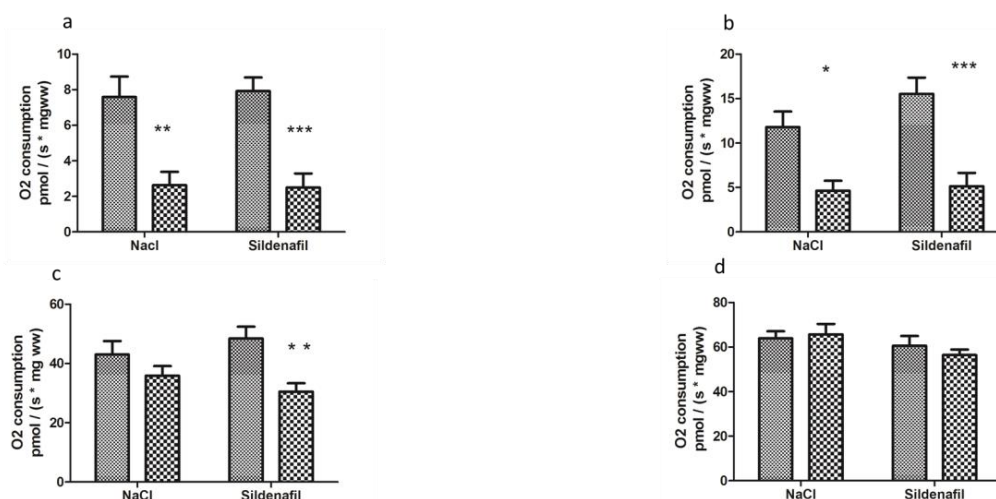 a
O2 consumption
pmol / (s * mgww)
10
8
6
4
2
0
**
***
Nacl
Sildenafil
b
O2 consumption
pmol / (s * mgww)
20
15
10
5
0
*
***
NaCl
Sildenafil
c
O2 consumption
pmol / (s * mg ww)
60
40
20
0
* *
NaCl
Sildenafil
d
O2 consumption
pmol / (s * mgww)
80
60
40
20
0
NaCl
Sildenafil